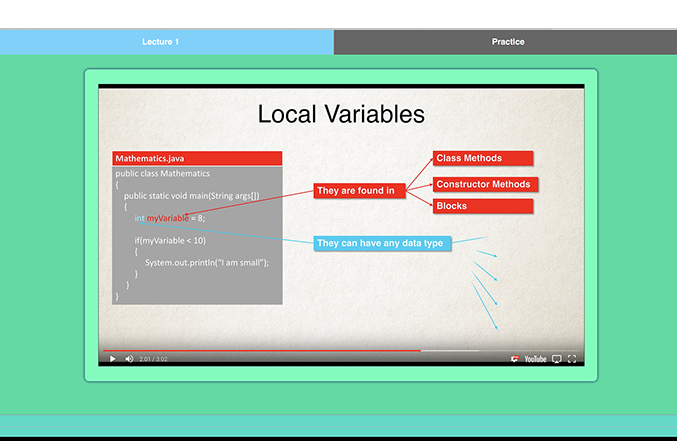 Lecture 1
Practice
Local Variables
Mathematics.java
public class Mathematics
{
public static void main(String args[])
{
int myVariable = 8;
if(myVariable < 10)
{
System.out.println("I am small");
}
}
}
They are found in
Class Methods
Constructor Methods
Blocks
They can have any data type
2:01 / 3:02
YouTube